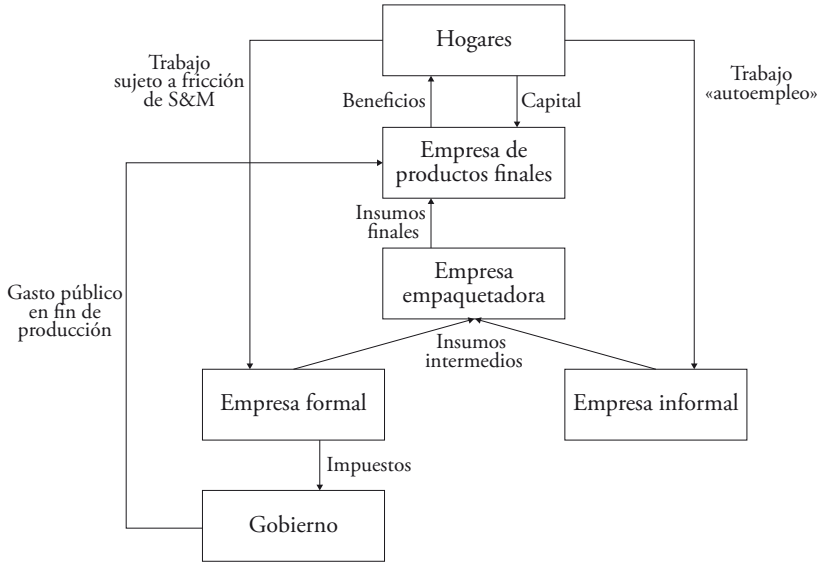 Hogares
Trabajo
sujeto a fricción
de S&M
Trabajo
«autoempleo»
Beneficios
Capital
Empresa de
productos finales
Insumos
finales
Empresa
empaquetadora
Gasto público
en fin de
producción
Insumos
intermedios
Empresa formal
Empresa informal
Impuestos
Gobierno